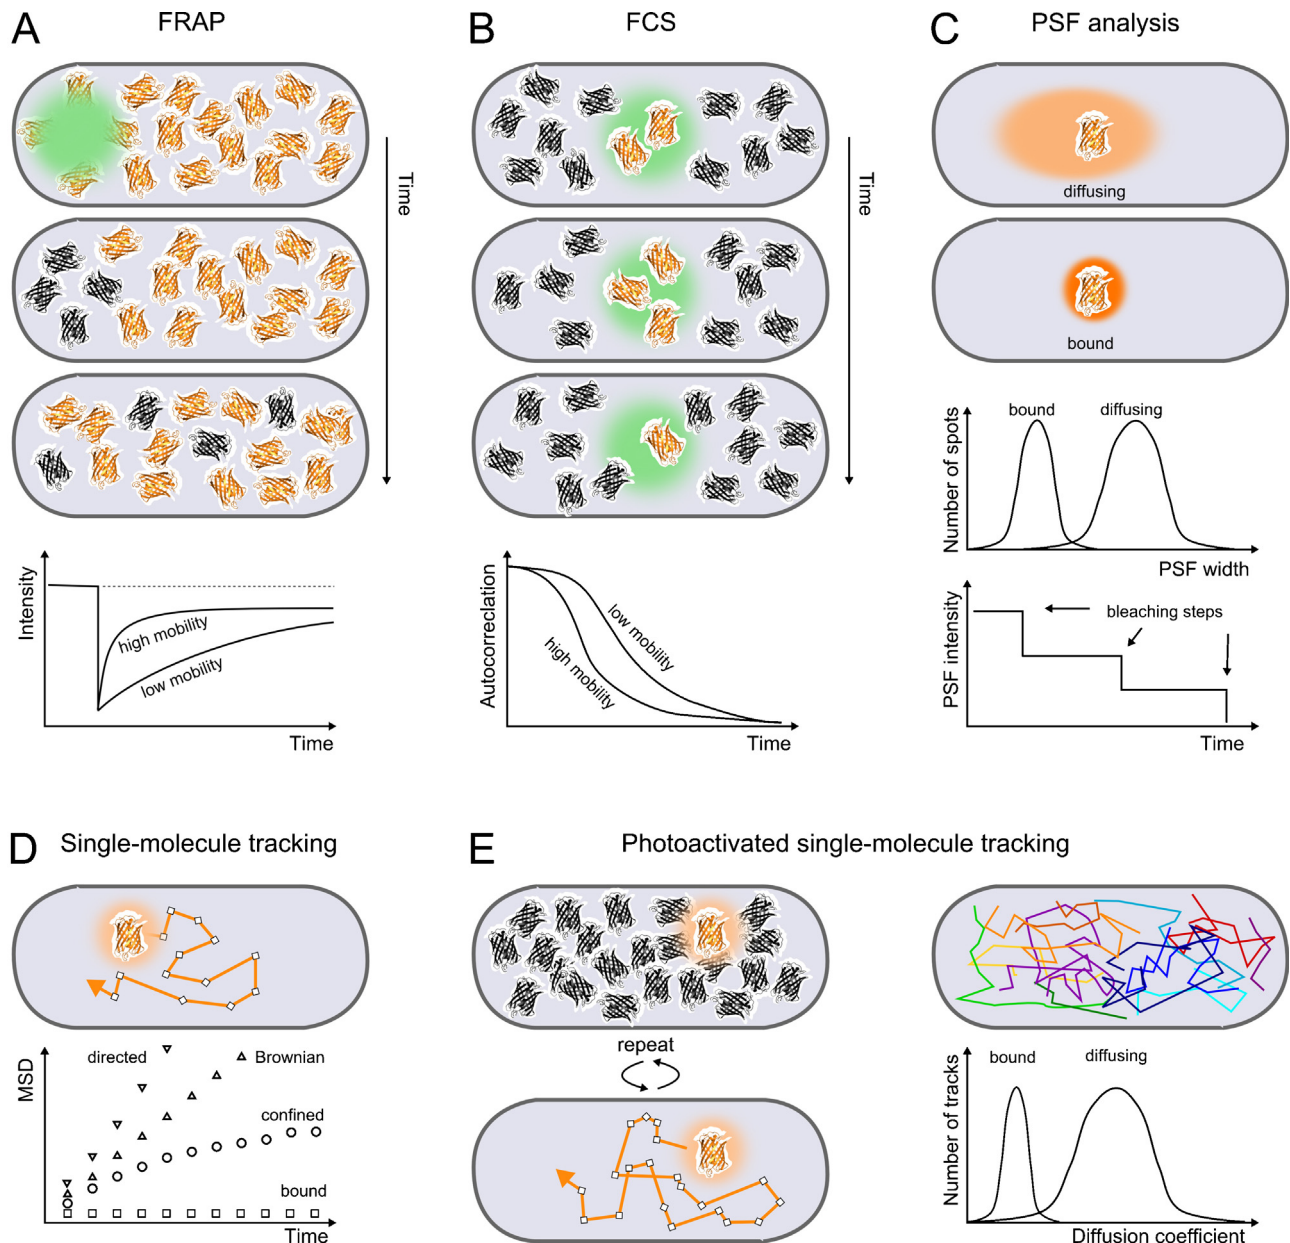 A
FRAP
Time
Intensity
high mobility
low mobility
Time
B
FCS
Time
Autocorreclation
low mobility
high mobility
Time
C
PSF analysis
diffusing
bound
Number of spots
bound
diffusing
PSF width
PSF intensity
bleaching steps
Time
D
Single-molecule tracking
MSD
directed
Brownian
confined
bound
Time
E
Photoactivated single-molecule tracking
repeat
Number of tracks
bound
diffusing
Diffusion coefficient